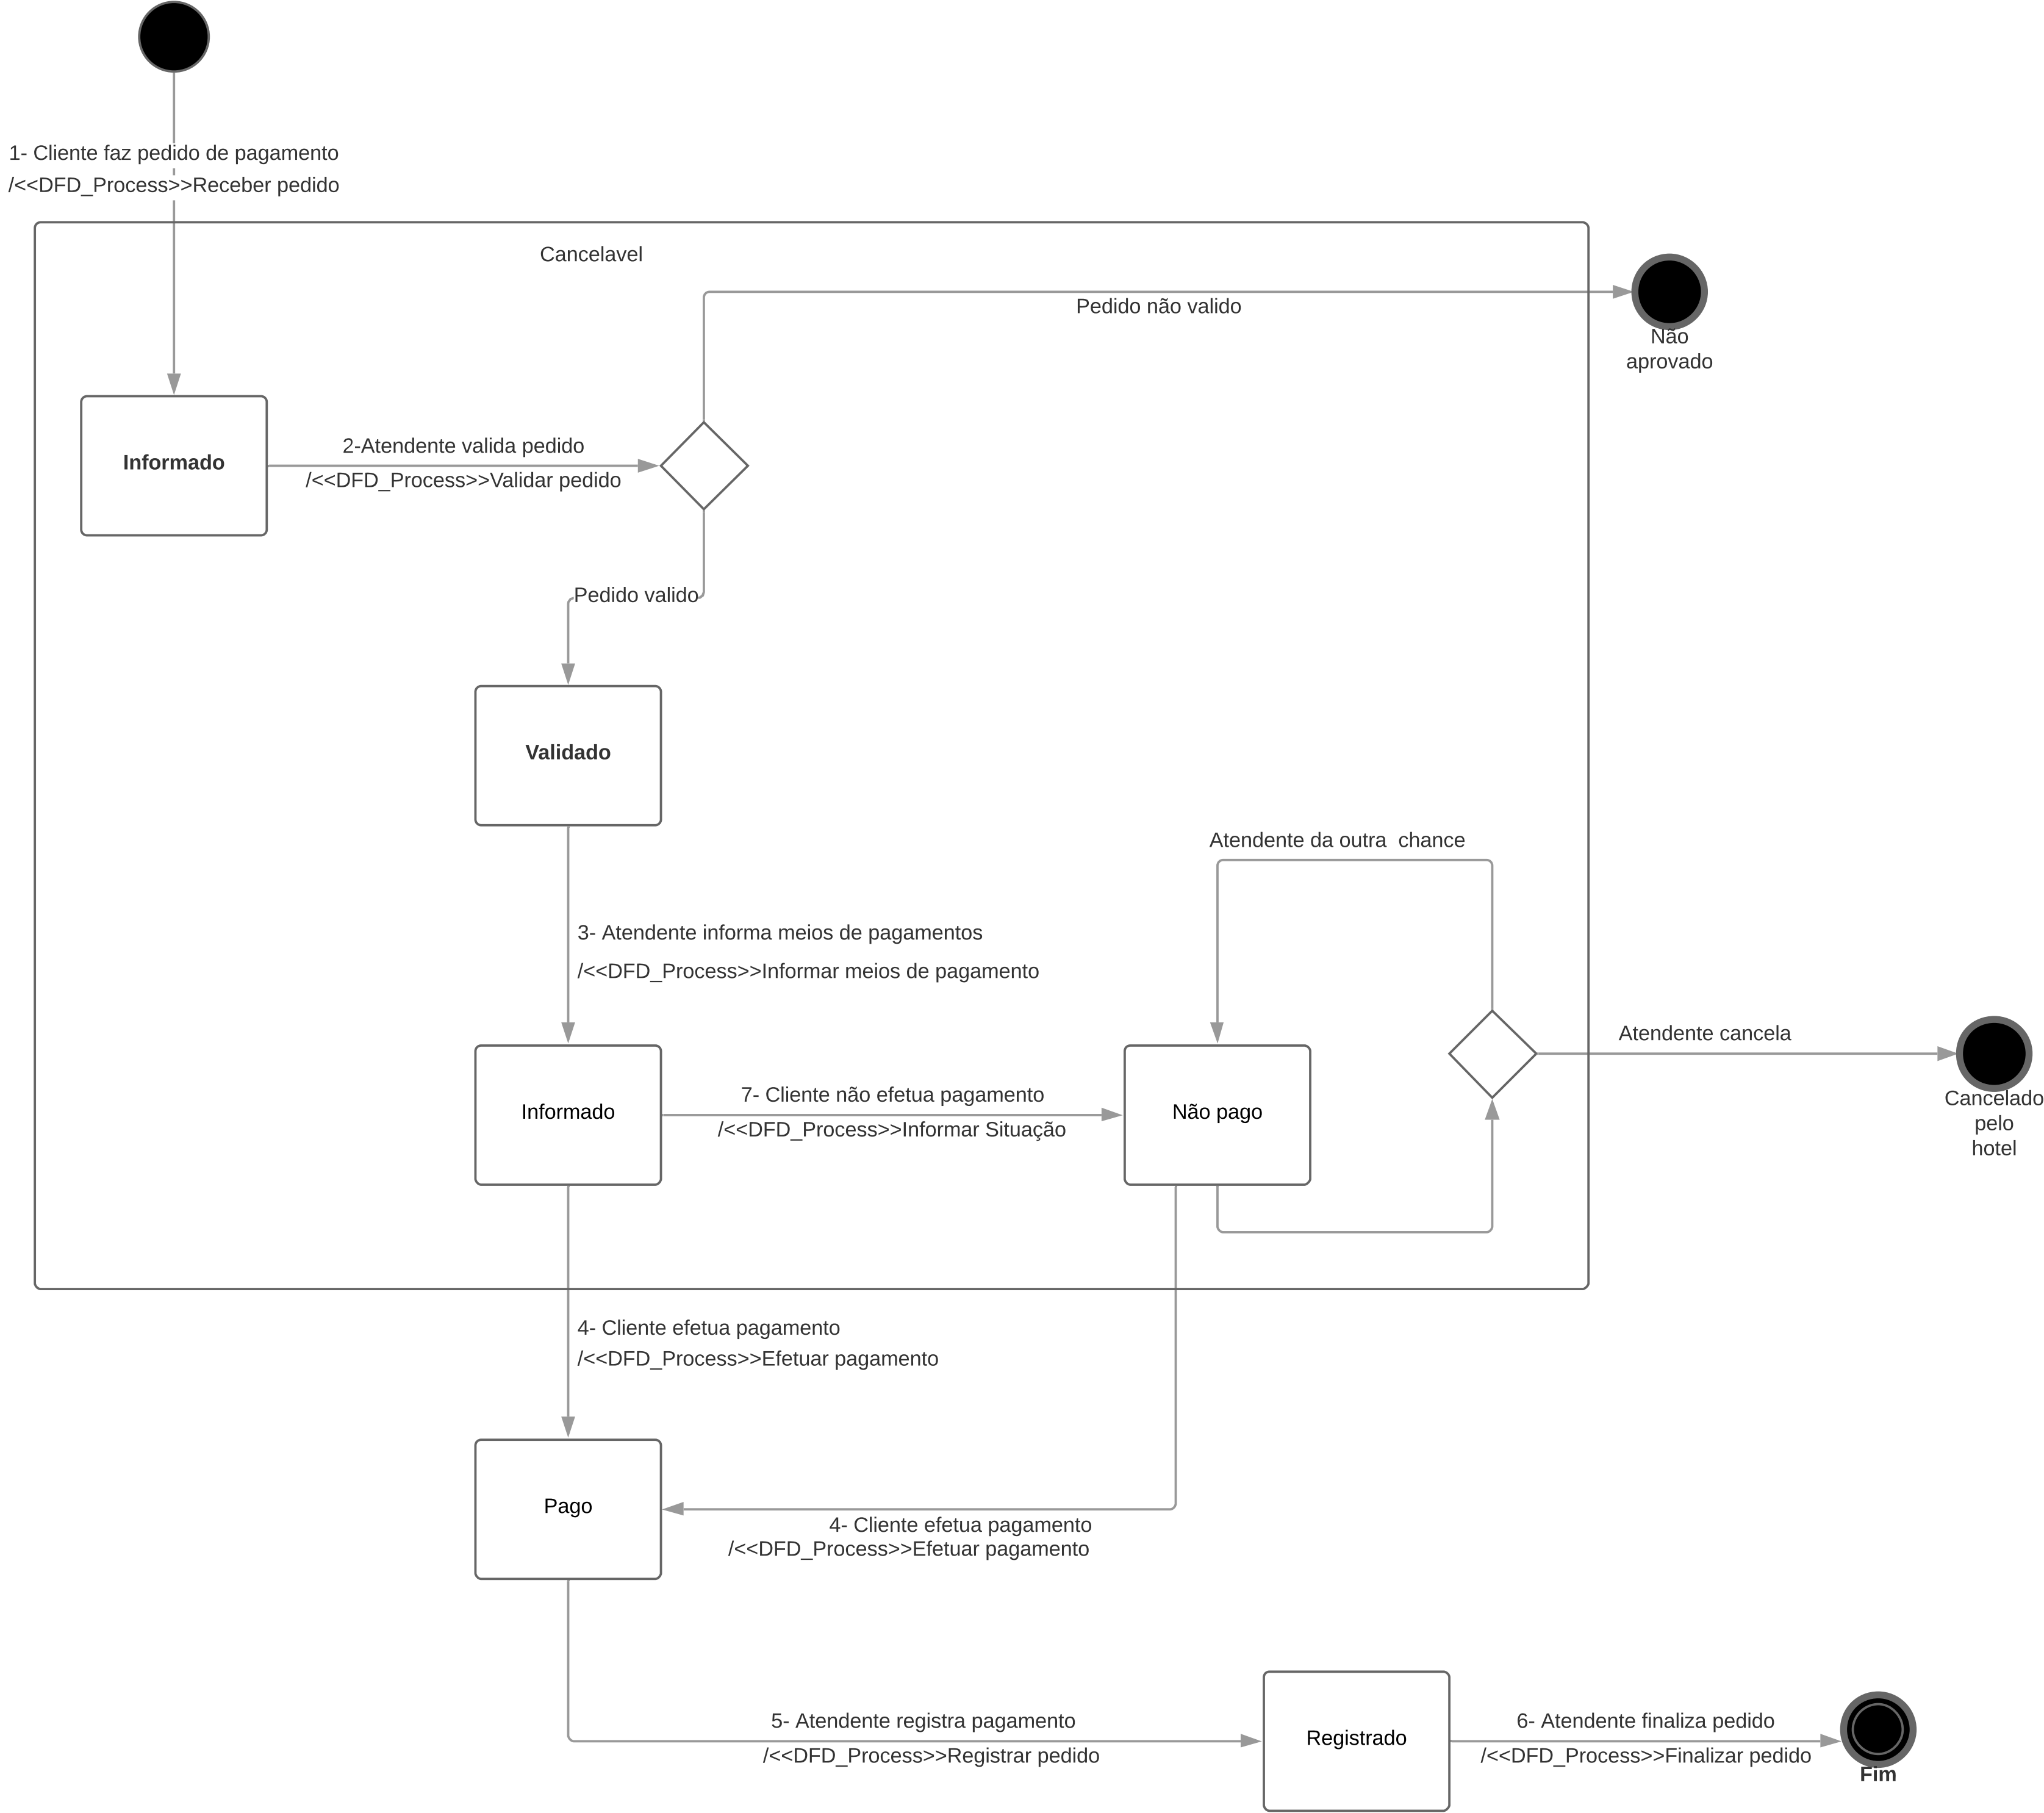 1- Cliente faz pedido de pagamento
/<<DFD_Process>>Receber pedido
Cancelavel
Pedido não valido
Não
aprovado
Informado
2-Atendente valida pedido
/<<DFD_Process>>Validar pedido
Pedido valido
Validado
Atendente da outra  chance
3- Atendente informa meios de pagamentos
/<<DFD_Process>>Informar meios de pagamento
Atendente cancela
Cancelado
pelo
hotel
Informado
7- Cliente não efetua pagamento
/<<DFD_Process>>Informar Situação
Não pago
4- Cliente efetua pagamento
/<<DFD_Process>>Efetuar pagamento
Pago
4- Cliente efetua pagamento
/<<DFD_Process>>Efetuar pagamento
5- Atendente registra pagamento
/<<DFD_Process>>Registrar pedido
Registrado
6- Atendente finaliza pedido
/<<DFD_Process>>Finalizar pedido
Fim